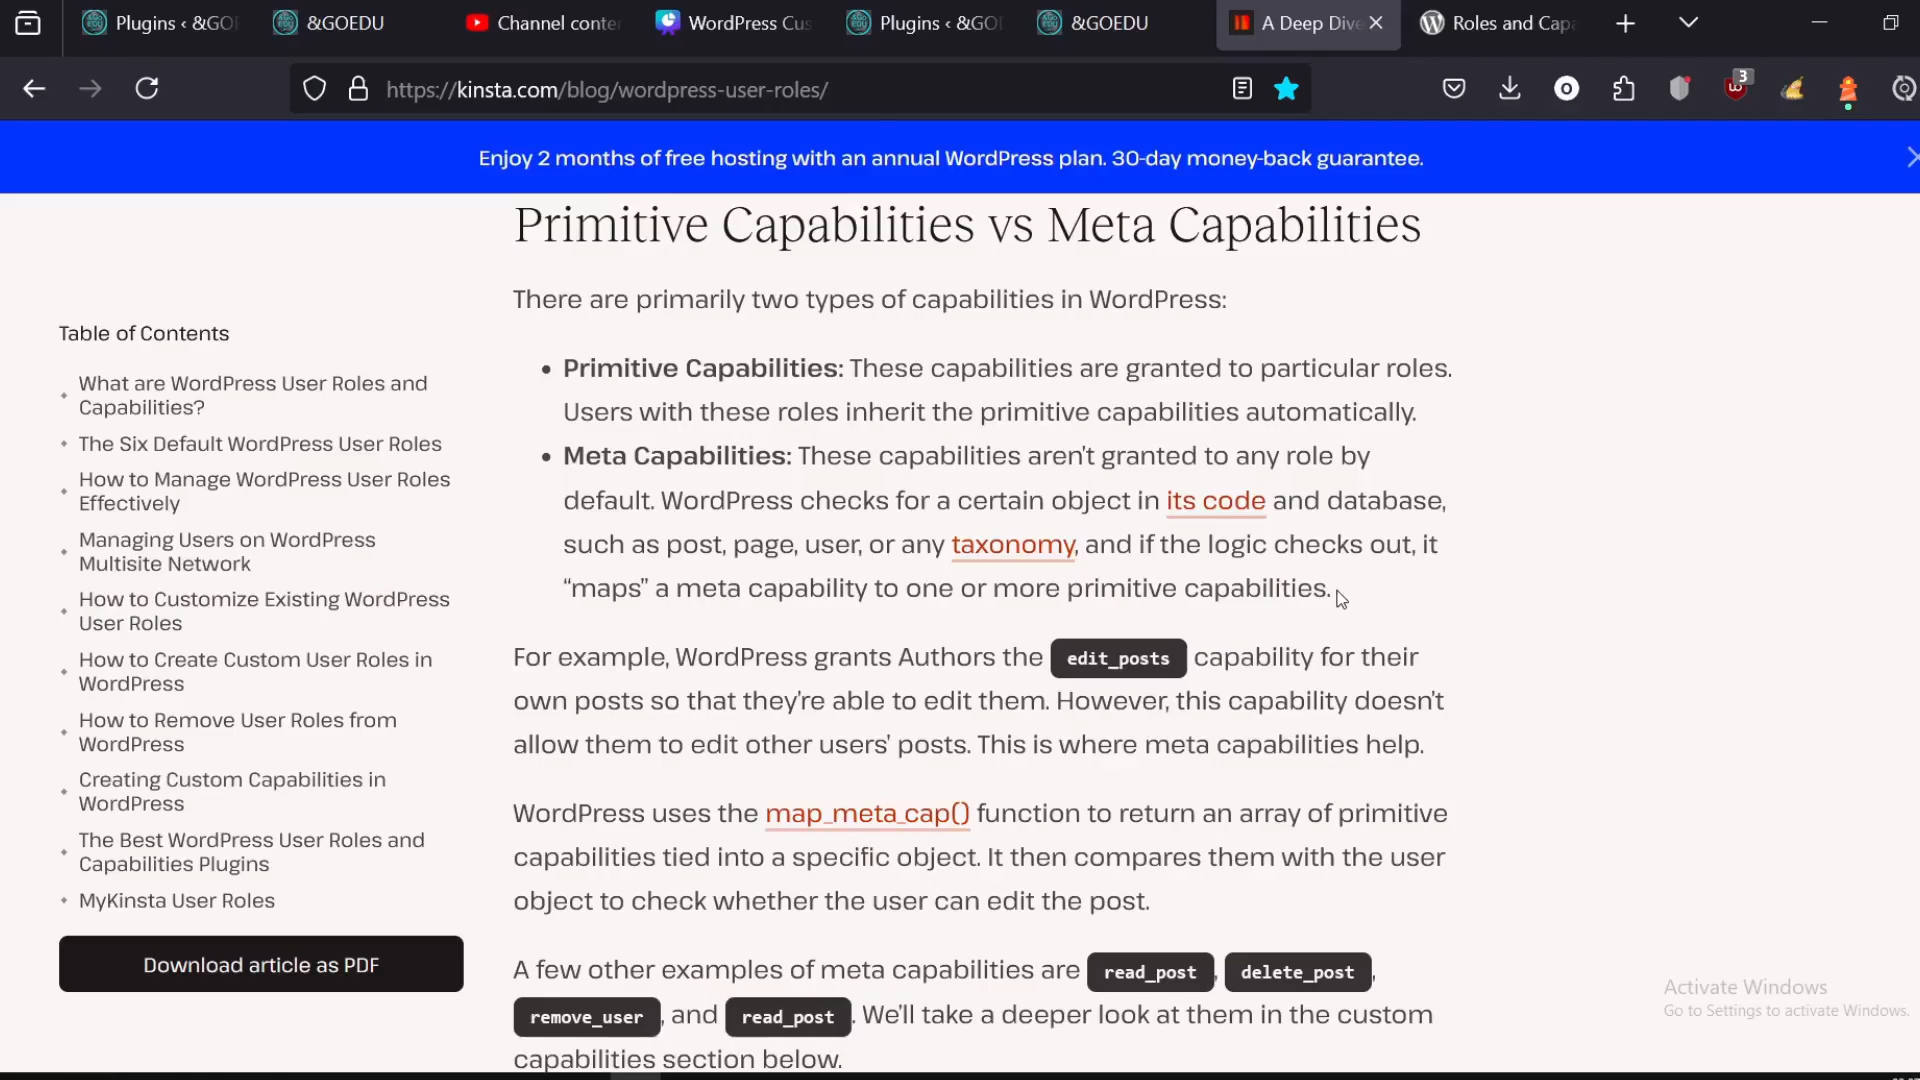 Plugins ‹ &GOE
&GOEDU
Channel conte
WordPress Cus
Plugins ‹ &GOE
&GOEDU
A Deep Dive
Roles and Capa
https://kinsta.com/blog/wordpress-user-roles/
3
Enjoy 2 months of free hosting with an annual WordPress plan. 30-day money-back guarantee.
Table of Contents
What are WordPress User Roles and
Capabilities?
The Six Default WordPress User Roles
How to Manage WordPress User Roles
Effectively
Managing Users on WordPress
Multisite Network
How to Customize Existing WordPress
User Roles
How to Create Custom User Roles in
WordPress
How to Remove User Roles from
WordPress
Creating Custom Capabilities in
WordPress
The Best WordPress User Roles and
Capabilities Plugins
MyKinsta User Roles
Download article as PDF
Primitive Capabilities vs Meta Capabilities
There are primarily two types of capabilities in WordPress:
Primitive Capabilities: These capabilities are granted to particular roles.
Users with these roles inherit the primitive capabilities automatically.
Meta Capabilities: These capabilities aren't granted to any role by
default. WordPress checks for a certain object in its code and database,
such as post, page, user, or any taxonomy, and if the logic checks out, it
“maps” a meta capability to one or more primitive capabilities.
For example, WordPress grants Authors the edit_posts capability for their
own posts so that they're able to edit them. However, this capability doesn't
allow them to edit other users' posts. This is where meta capabilities help.
WordPress uses the map_meta_cap() function to return an array of primitive
capabilities tied into a specific object. It then compares them with the user
object to check whether the user can edit the post.
A few other examples of meta capabilities are read_post, delete_post,
remove_user, and read_post. We'll take a deeper look at them in the custom
capabilities section below.
Activate Windows
Go to Settings to activate Windows.